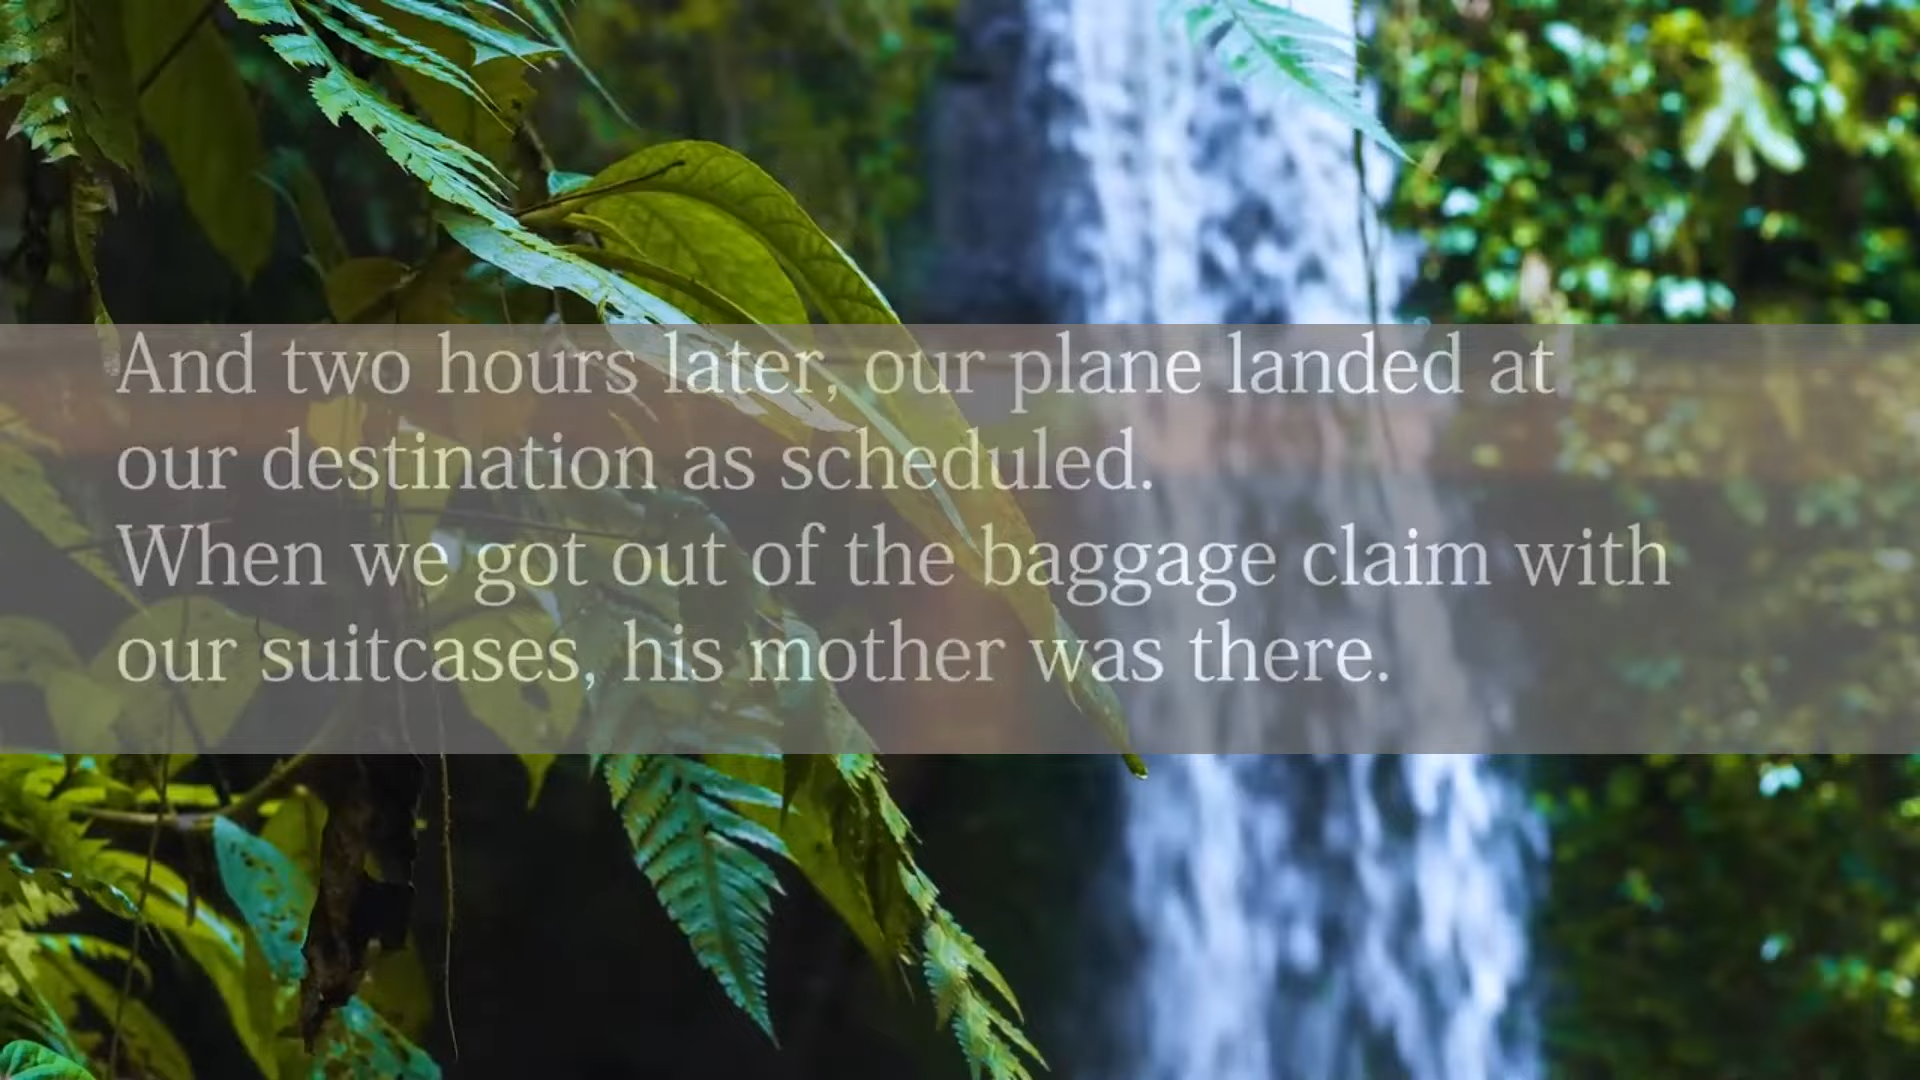 And two hours later, our plane landed at
our destination as scheduled.
When we got out of the baggage claim with
our suitcases, his mother was there.